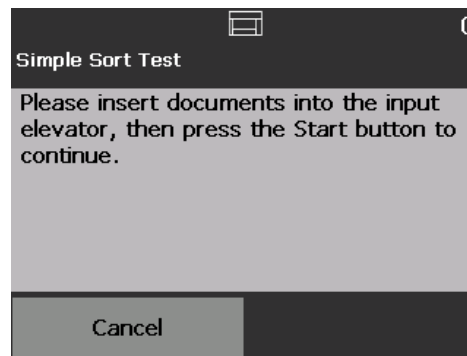 Simple Sort Test
Please insert documents into the input
elevator, then press the Start button to
continue.
Cancel